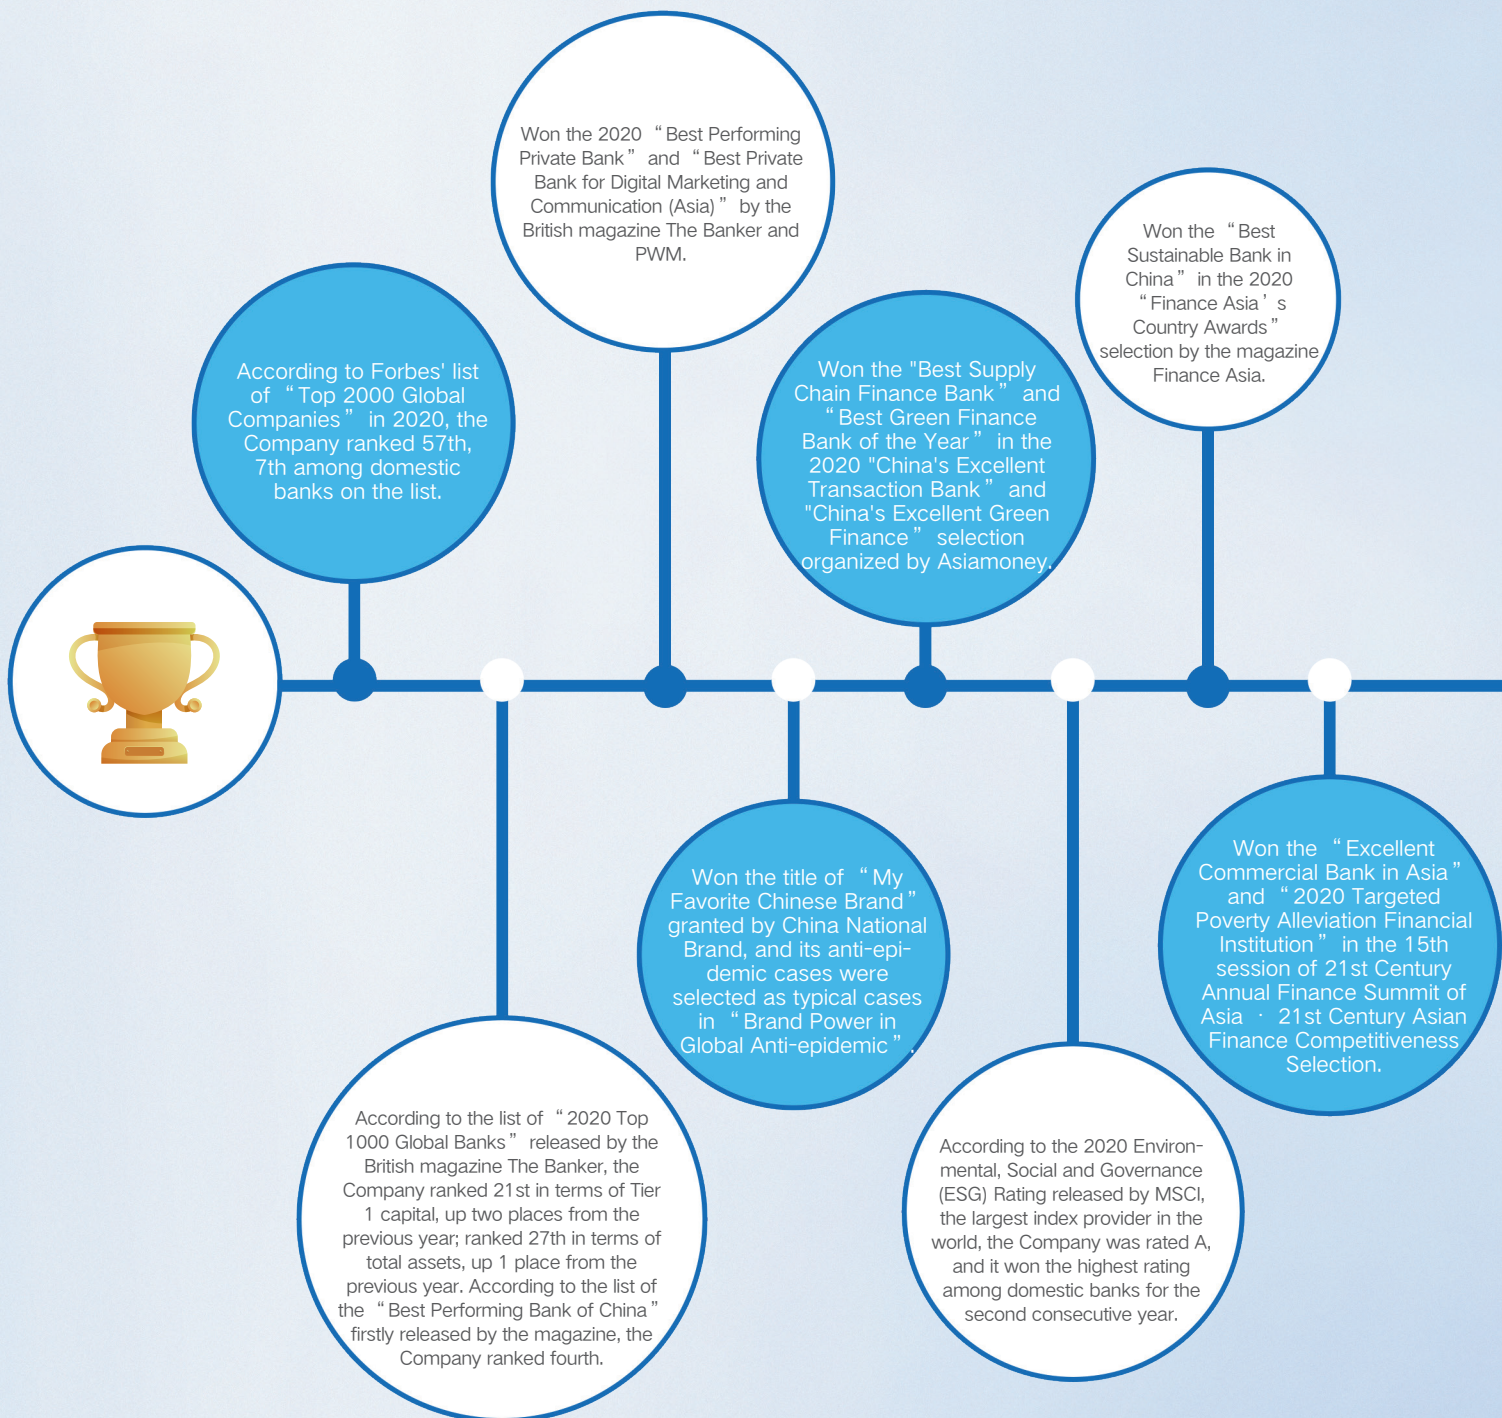 According to Forbes' list
of “Top 2000 Global
Companies” in 2020, the
Company ranked 57th,
7th among domestic
banks on the list.
According to the list of “2020 Top
1000 Global Banks” released by the
British magazine The Banker, the
Company ranked 21st in terms of Tier
1 capital, up two places from the
previous year; ranked 27th in terms of
total assets, up 1 place from the
previous year. According to the list of
the “Best Performing Bank of China”
firstly released by the magazine, the
Company ranked fourth.
Won the 2020 “Best Performing
Private Bank” and “Best Private
Bank for Digital Marketing and
Communication (Asia)” by the
British magazine The Banker and
PWM.
Won the title of “My
Favorite Chinese Brand”
granted by China National
Brand, and its anti-epi-
demic cases were
selected as typical cases
in “Brand Power in
Global Anti-epidemic”.
Won the "Best Supply
Chain Finance Bank” and
“Best Green Finance
Bank of the Year” in the
2020 "China's Excellent
Transaction Bank” and
"China's Excellent Green
Finance” selection
organized by Asiamoney.
According to the 2020 Environ-
mental, Social and Governance
(ESG) Rating released by MSCI,
the largest index provider in the
world, the Company was rated A,
and it won the highest rating
among domestic banks for the
second consecutive year.
Won the “Best
Sustainable Bank in
China” in the 2020
“Finance Asia’s
Country Awards”
selection by the magazine
Finance Asia.
Won the “Excellent
Commercial Bank in Asia”
and “2020 Targeted
Poverty Alleviation Financial
Institution” in the 15th
session of 21st Century
Annual Finance Summit of
Asia · 21st Century Asian
Finance Competitiveness
Selection.